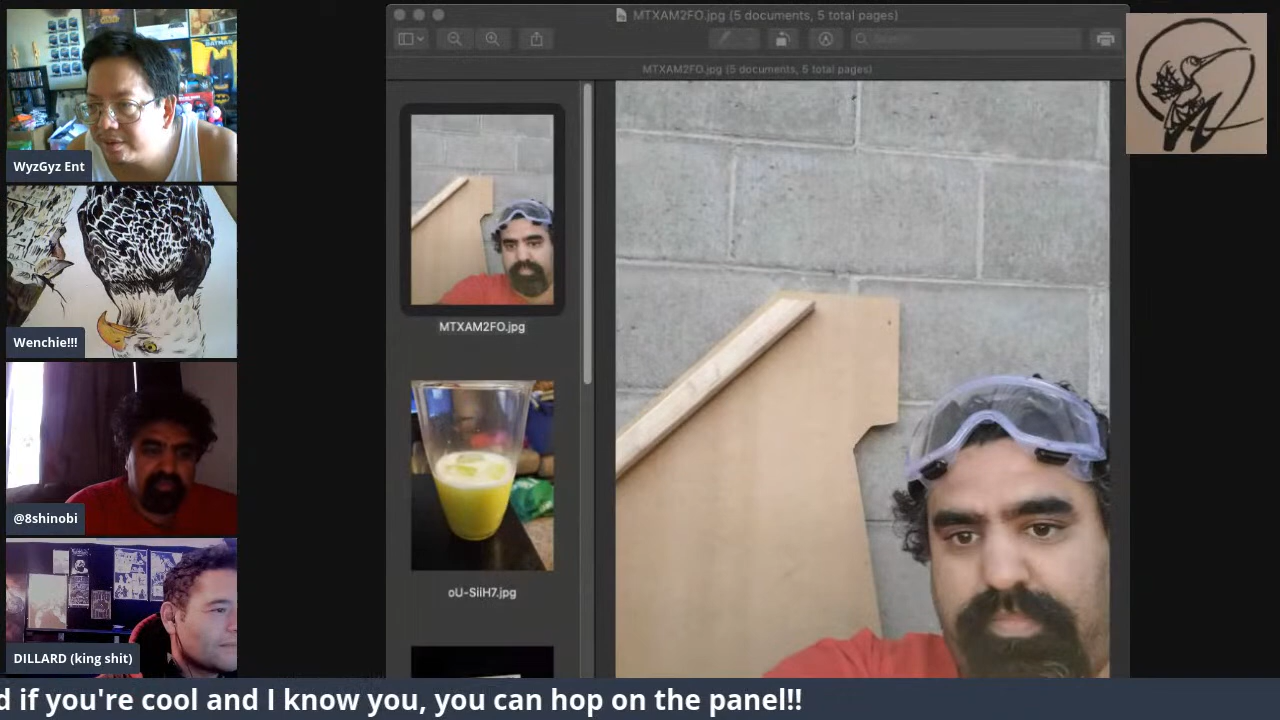 MTXAM2FO.jpg (5 documents, 5 total pages)
MTXAM2FO.jpg (5 documents, 5 total pages)
WyzGyz Ent
BATMAN
MTXAM2FO.jpg
Wenchie!!!
@8shinobi
oU-SiiH7.jpg
DILLARD (king shit)
d if you're cool and I know you, you can hop on the panel!!